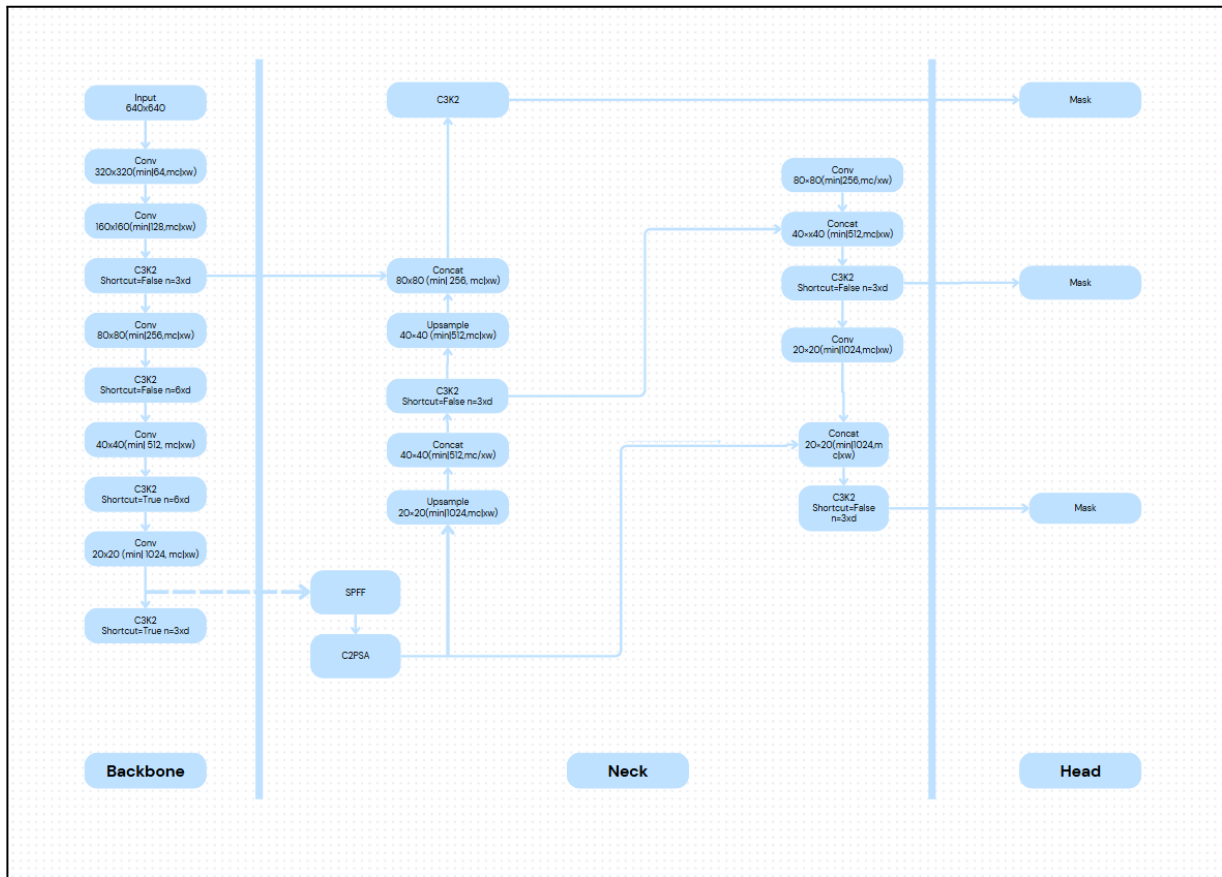 Input
640x640
Conv
320x320(min|64,mc|xw)
Conv
160x160(min|128,mc|xw)
C3K2
Shortcut=False n=3xd
Conv
80x80(min|256,mc|xw)
C3K2
Shortcut=False n=6xd
Conv
40x40(min| 512, mc|xw)
C3K2
Shortcut=True n=6xd
Conv
20x20 (min| 1024, mc|xw)
C3K2
Shortcut=True n=3xd
C3K2
Concat
80x80 (min| 256, mc|xw)
Upsample
40×40 (min|512,mc|xw)
C3K2
Shortcut=False n=3xd
Concat
40×40(min|512,mc/xw)
Upsample
20×20(min|1024,mc|xw)
SPFF
C2PSA
Conv
80×80(min|256,mc/xw)
Concat
40×x40 (min|512,mc|xw)
C3K2
Shortcut=False n=3xd
Conv
20×20(min|1024,mc|xw)
Concat
20×20(min|1024,m
c|xw)
C3K2
Shortcut=False
n=3xd
Mask
Mask
Mask
Backbone
Neck
Head